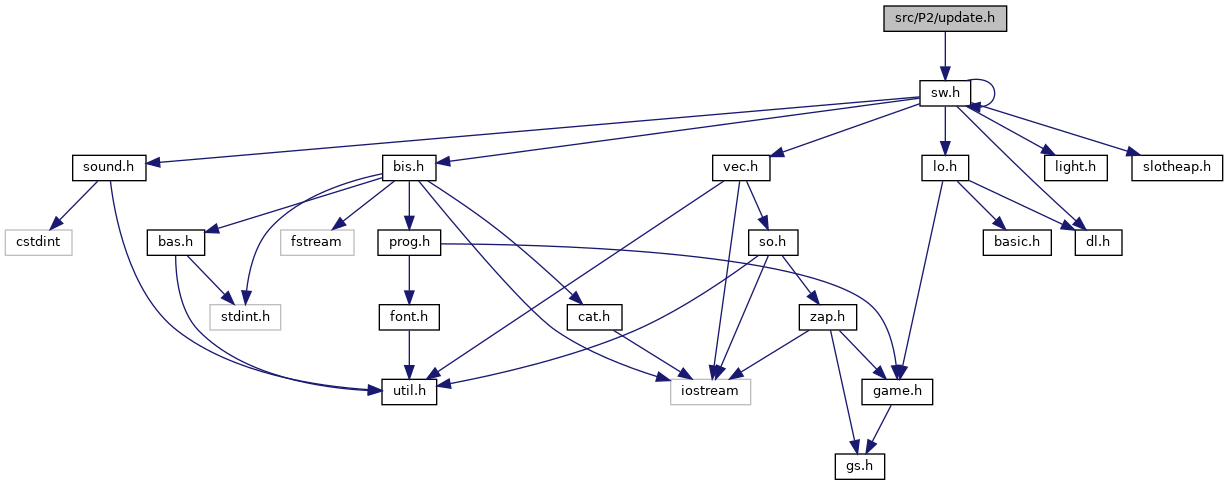 src/P2/update.h
sw.h
sound.h
bis.h
vec.h
lo.h
light.h
slotheap.h
cstdint
bas.h
fstream
prog.h
so.h
basic.h
dl.h
stdint.h
font.h
cat.h
zap.h
util.h
iostream
game.h
gs.h